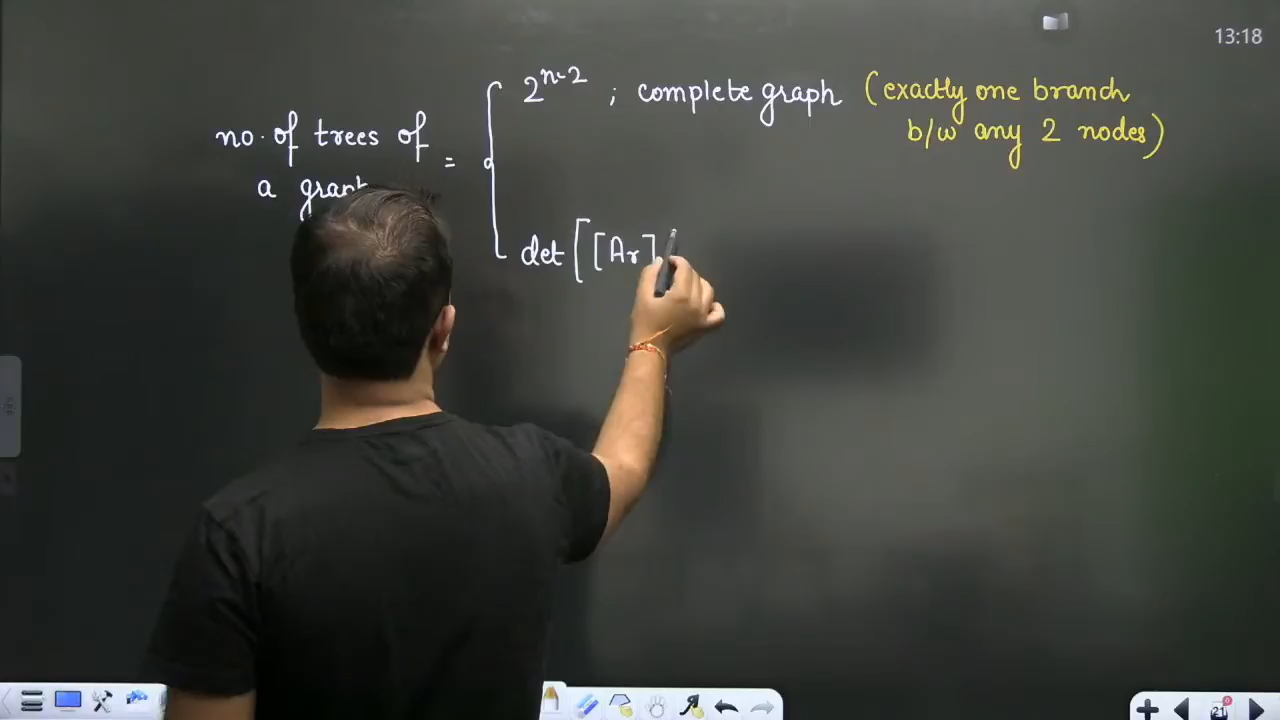 13:18
2^{n-2} ; complete graph (exactly one branch
b/w any 2 nodes)
no. of trees of
a grap
=
det [[Ar]
21